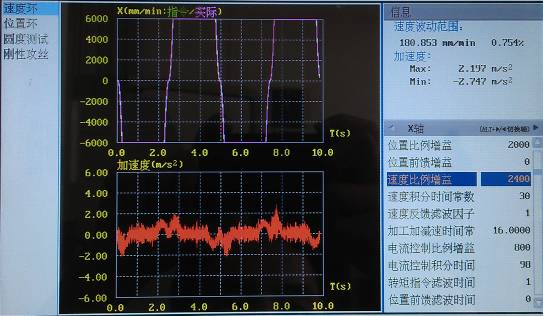 速度环
位置环
圆度测试
刚性攻丝
X(mm/min:指令/实际)
6000
4000
2000
0
-2000
-4000
-6000
T(s)
0.0 2.0 4.0 6.0 8.0 10.0
加速度(m/s²)
6.00
4.00
2.00
0.00
-2.00
-4.00
-6.00
T(s)
0.0 2.0 4.0 6.0 8.0 10.0
信息
速度波动范围:
180.853 mm/min 0.754%
加速度:
Max: 2.197 m/s²
Min: -2.747 m/s²
X轴
位置比例增益 2000
位置前馈增益 0
速度比例增益 2400
速度积分时间常数 30
速度反馈滤波因子 1
加工加减速时间常 16.0000
电流控制比例增益 800
电流控制积分时间 98
转矩指令滤波时间 1
位置前馈滤波时间 0